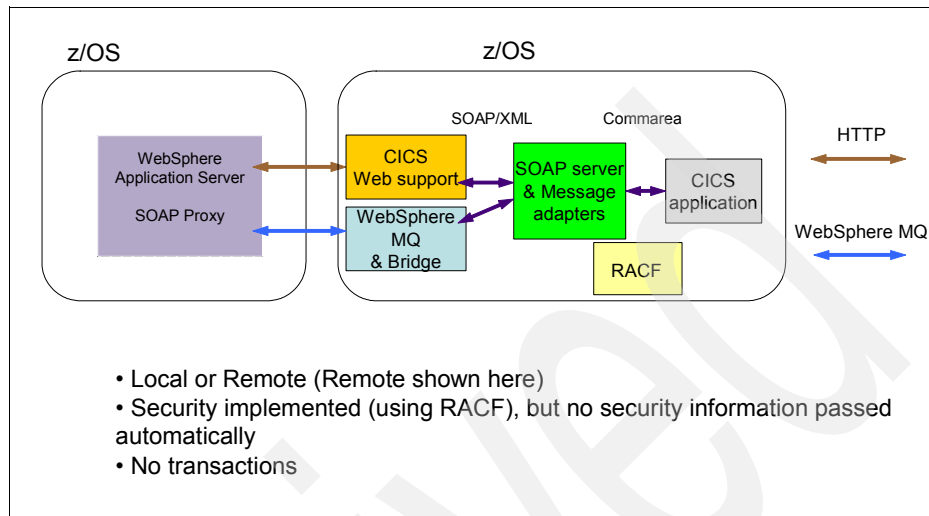 z/OS
z/OS
SOAP/XML
Commarea
HTTP
WebSphere
Application Server
SOAP Proxy
CICS
Web support
WebSphere
MQ
& Bridge
SOAP server
& Message
adapters
CICS
application
RACF
WebSphere MQ
• Local or Remote (Remote shown here)
• Security implemented (using RACF), but no security information passed
automatically
• No transactions